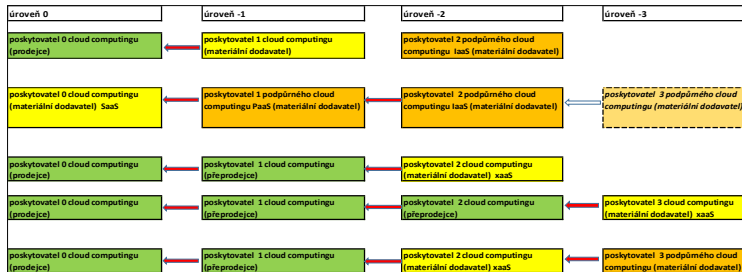 úroveň 0
úroveň -1
úroveň -2
úroveň -3
poskytovatel 0 cloud computingu
(prodejce)
poskytovatel 1 cloud computingu
(materiální dodavatel)
poskytovatel 2 podpůrného cloud
computingu IaaS (materiální dodavatel)
poskytovatel 0 cloud computingu
(materiální dodavatel) SaaS
poskytovatel 1 podpůrného cloud
computingu PaaS (materiální dodavatel)
poskytovatel 2 podpůrného cloud
computingu IaaS (materiální dodavatel)
poskytovatel 3 podpůrného cloud
computingu (materiální dodavatel)
poskytovatel 0 cloud computingu
(prodejce)
poskytovatel 1 cloud computingu
(přeprodejce)
poskytovatel 2 cloud computingu
(materiální dodavatel) xaaS
poskytovatel 0 cloud computingu
(prodejce)
poskytovatel 1 cloud computingu
(přeprodejce)
poskytovatel 2 cloud computingu
(přeprodejce)
poskytovatel 3 cloud computingu
(materiální dodavatel) xaaS
poskytovatel 0 cloud computingu
(prodejce)
poskytovatel 1 cloud computingu
(přeprodejce)
poskytovatel 2 cloud computingu
(materiální dodavatel) xaaS
poskytovatel 3 podpůrného cloud
computingu (materiální dodavatel)